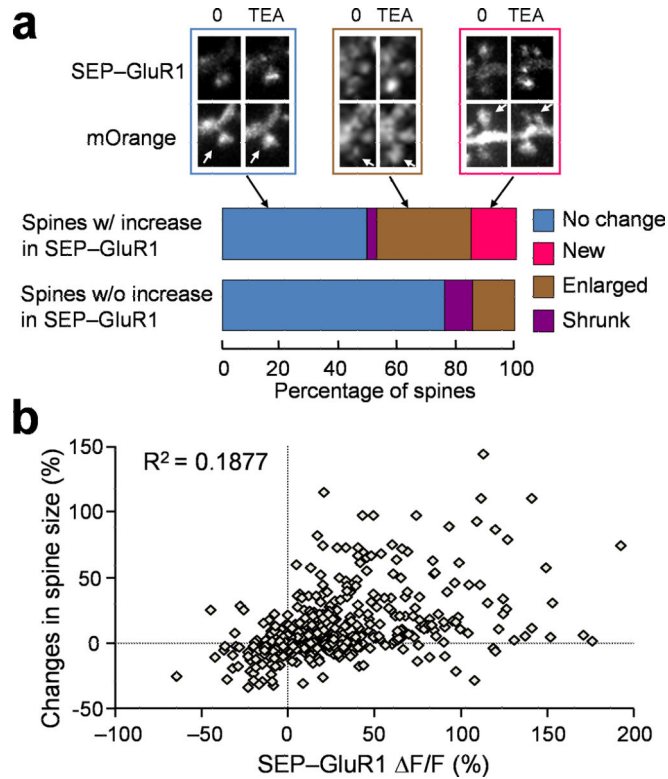 a
0 TEA 0 TEA 0 TEA
SEP–GluR1
mOrange
Spines w/ increase
in SEP–GluR1
Spines w/o increase
in SEP–GluR1
No change
New
Enlarged
Shrunk
0 20 40 60 80 100
Percentage of spines
b
R² = 0.1877
Changes in spine size (%)
150
100
50
0
-50
–100 –50 0 50 100 150 200
SEP–GluR1 ΔF/F (%)